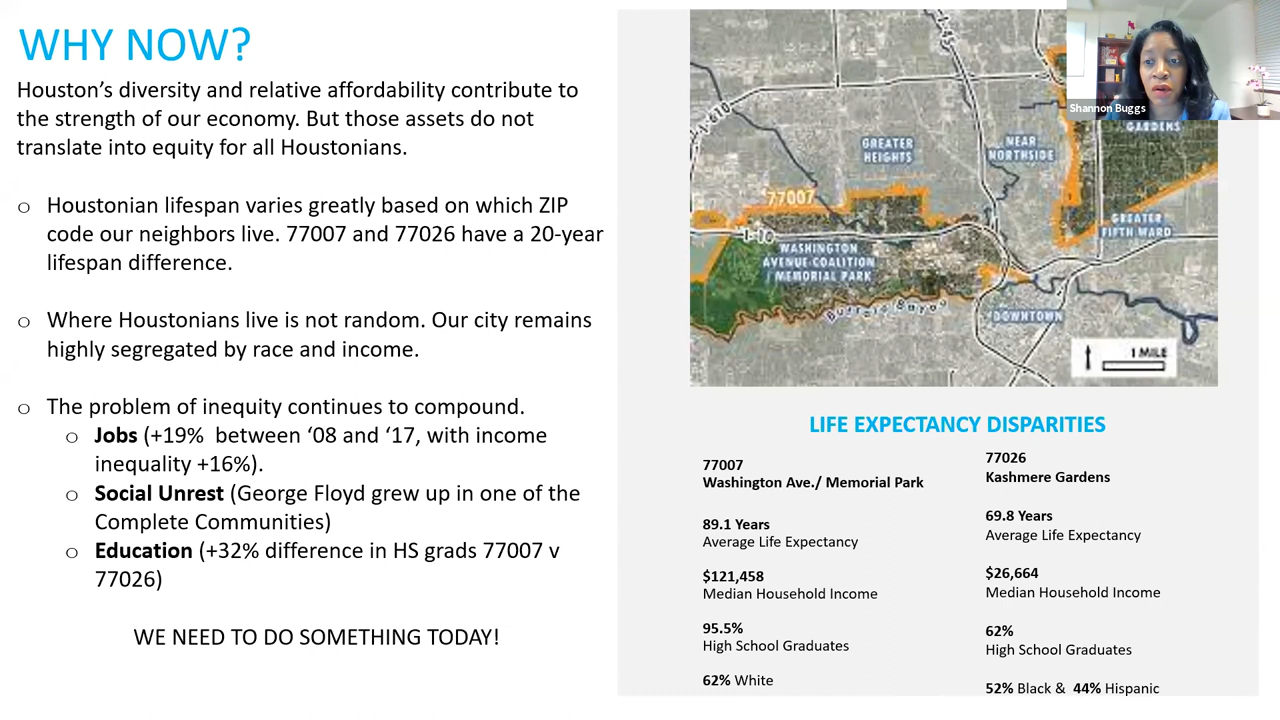 WHY NOW?
Houston’s diversity and relative affordability contribute to
the strength of our economy. But those assets do not
translate into equity for all Houstonians.
o Houstonian lifespan varies greatly based on which ZIP
code our neighbors live. 77007 and 77026 have a 20-year
lifespan difference.
o Where Houstonians live is not random. Our city remains
highly segregated by race and income.
o The problem of inequity continues to compound.
o Jobs (+19%  between ‘08 and ‘17, with income
inequality +16%).
o Social Unrest (George Floyd grew up in one of the
Complete Communities)
o Education (+32% difference in HS grads 77007 v
77026)
WE NEED TO DO SOMETHING TODAY!
I-45
I-610
GREATER
HEIGHTS
NEAR
NORTHSIDE
GARDENS
77007
GREATER
FIFTH WARD
I-10
WASHINGTON
AVENUE COALITION
/ MEMORIAL PARK
Buffalo Bayou
DOWNTOWN
1 MILE
Shannon Buggs
LIFE EXPECTANCY DISPARITIES
77007
Washington Ave./ Memorial Park
89.1 Years
Average Life Expectancy
$121,458
Median Household Income
95.5%
High School Graduates
62% White
77026
Kashmere Gardens
69.8 Years
Average Life Expectancy
$26,664
Median Household Income
62%
High School Graduates
52% Black &  44% Hispanic